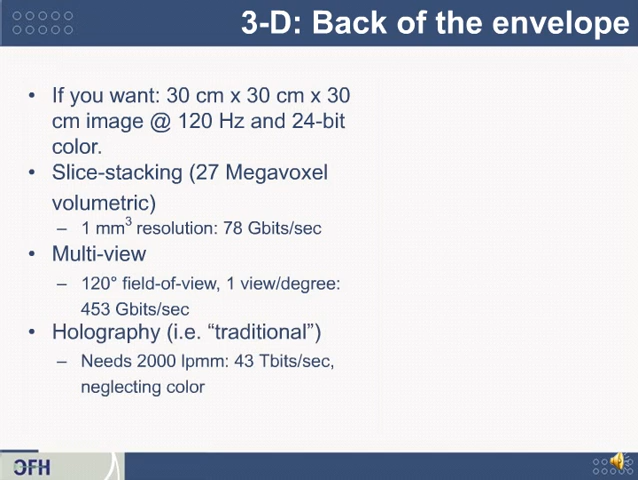 3-D: Back of the envelope
• If you want: 30 cm x 30 cm x 30
cm image @ 120 Hz and 24-bit
color.
• Slice-stacking (27 Megavoxel
volumetric)
– 1 mm³ resolution: 78 Gbits/sec
• Multi-view
– 120° field-of-view, 1 view/degree:
453 Gbits/sec
• Holography (i.e. “traditional”)
– Needs 2000 lpmm: 43 Tbits/sec,
neglecting color
OFH